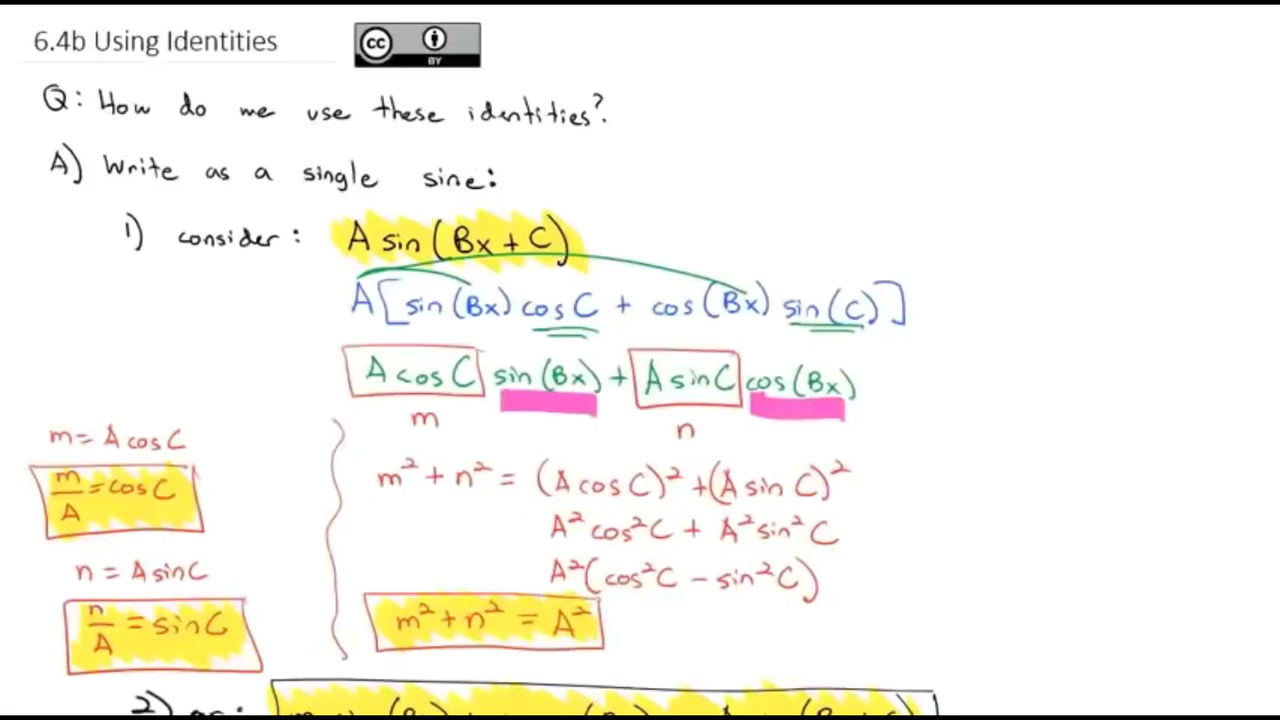 6.4b Using Identities
cc BY
Q: How do we use these identities?
A) Write as a single sine:
1) consider: A sin(Bx + C)
A[sin(Bx) cos C + cos(Bx) sin(C)]
A cos C sin(Bx) + A sin C cos(Bx)
m n
m = A cos C
m/A = cos C
n = A sin C
n/A = sin C
m² + n² = (A cos C)² + (A sin C)²
A² cos² C + A² sin² C
A²(cos² C − sin² C)
m² + n² = A²
2)